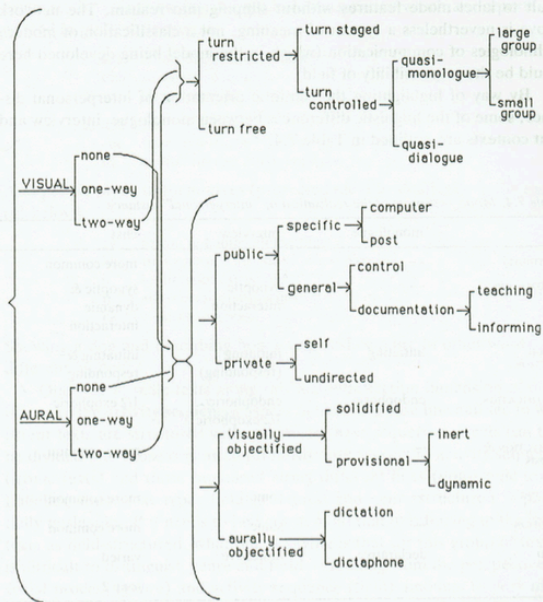 large
group
turn staged
turn
restricted
quasi-
monologue
turn
controlled
small
group
turn free
quasi-
dialogue
none
VISUAL
one-way
two-way
computer
specific
post
public
control
general
teaching
documentation
informing
self
private
undirected
none
AURAL
one-way
two-way
solidified
visually
objectified
inert
provisional
dynamic
dictation
aurally
objectified
dictaphone